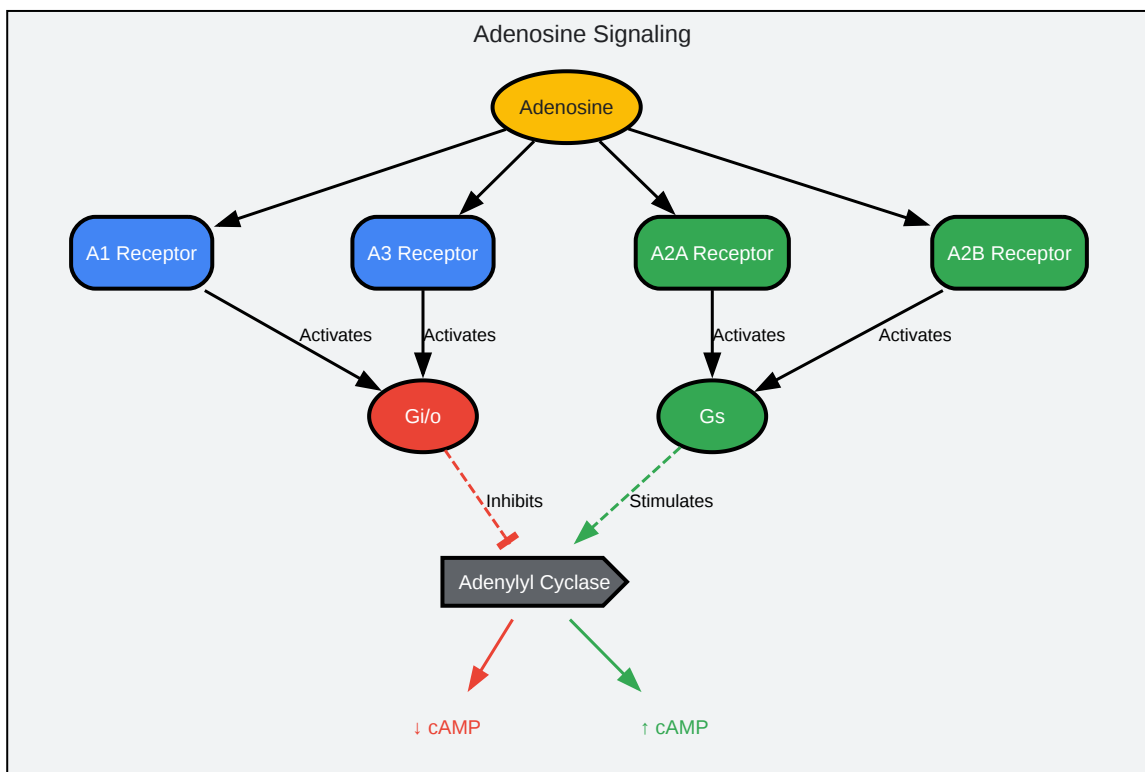 Adenosine Signaling
Adenosine
A1 Receptor
A3 Receptor
A2A Receptor
A2B Receptor
Activates
Activates
Activates
Activates
Gi/o
Gs
Inhibits
Stimulates
Adenylyl Cyclase
↓ cAMP
↑ cAMP